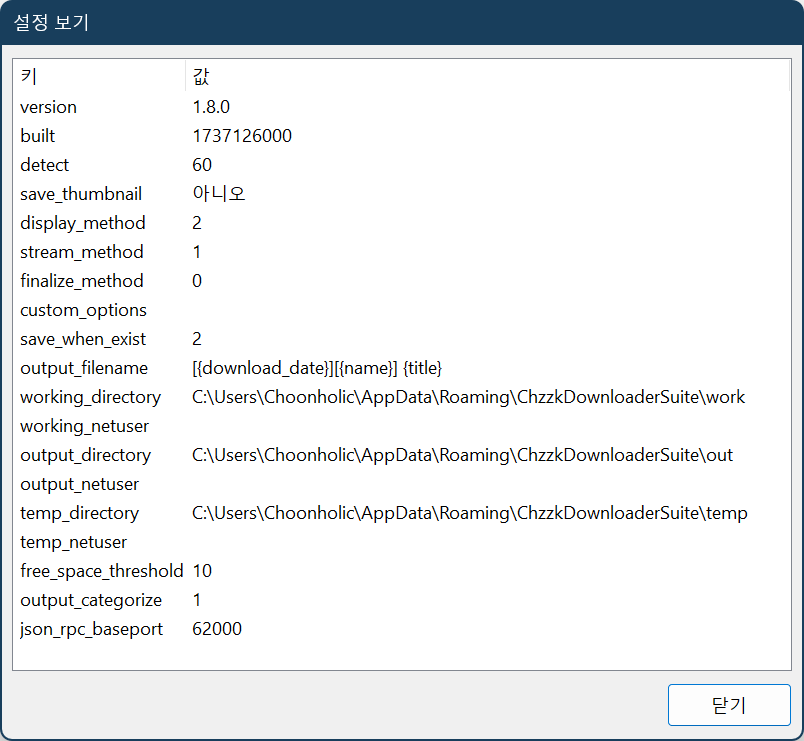 설정 보기
키 값
version 1.8.0
built 1737126000
detect 60
save_thumbnail 아니오
display_method 2
stream_method 1
finalize_method 0
custom_options
save_when_exist 2
output_filename [{download_date}][{name}] {title}
working_directory C:\Users\Choonholic\AppData\Roaming\ChzzkDownloaderSuite\work
working_netuser
output_directory C:\Users\Choonholic\AppData\Roaming\ChzzkDownloaderSuite\out
output_netuser
temp_directory C:\Users\Choonholic\AppData\Roaming\ChzzkDownloaderSuite\temp
temp_netuser
free_space_threshold 10
output_categorize 1
json_rpc_baseport 62000
닫기